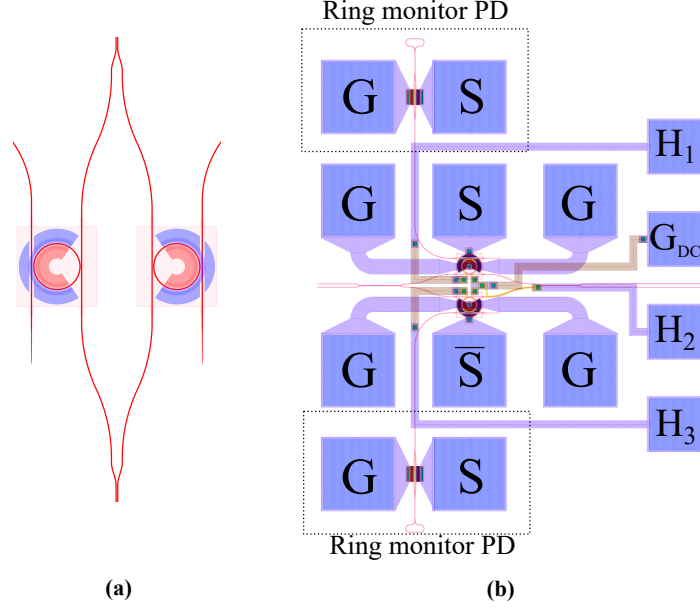 Ring monitor PD
G S
H1
G S G
GDC
H2
G S̅ G
H3
G S
Ring monitor PD
(a) (b)